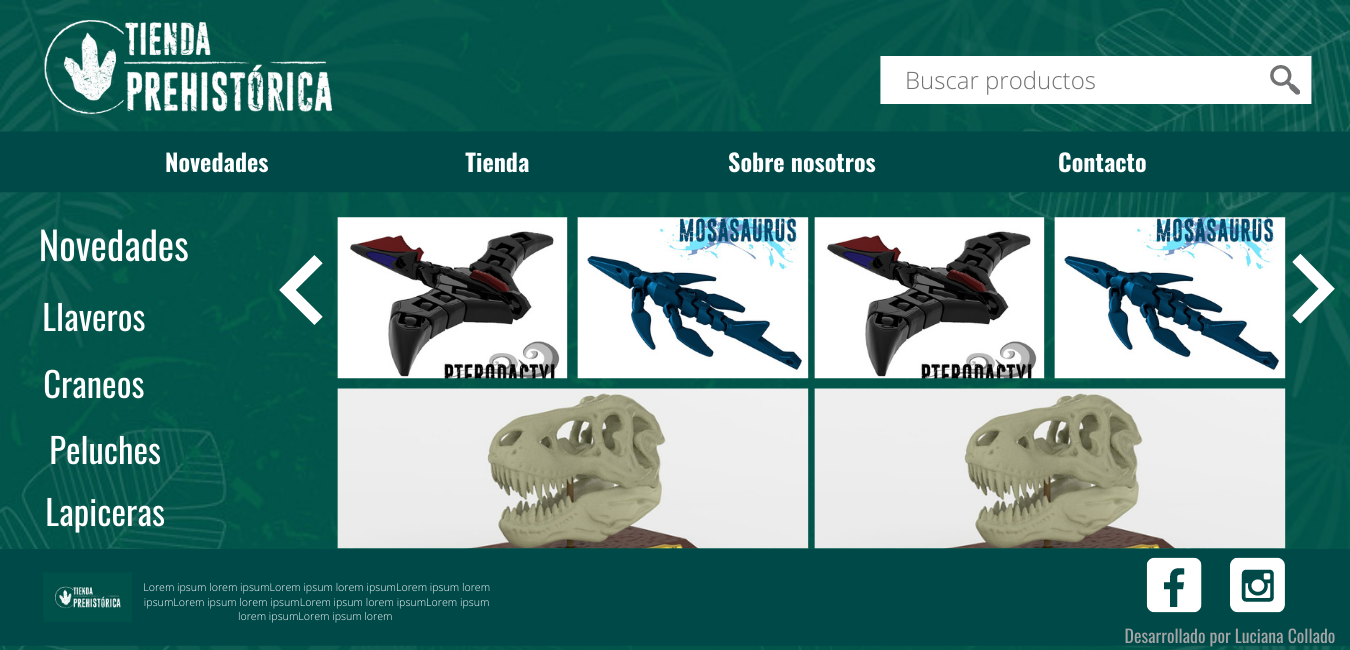 TIENDA
PREHISTÓRICA
Buscar productos
Novedades
Tienda
Sobre nosotros
Contacto
Novedades
Llaveros
Craneos
Peluches
Lapiceras
MOSASAURUS
MOSASAURUS
PTERODACTYL
PTERODACTYL
TIENDA
PREHISTÓRICA
Lorem ipsum lorem ipsumLorem ipsum lorem ipsumLorem ipsum lorem
ipsumLorem ipsum lorem ipsumLorem ipsum lorem ipsumLorem ipsum
lorem ipsumLorem ipsum lorem
Desarrollado por Luciana Collado